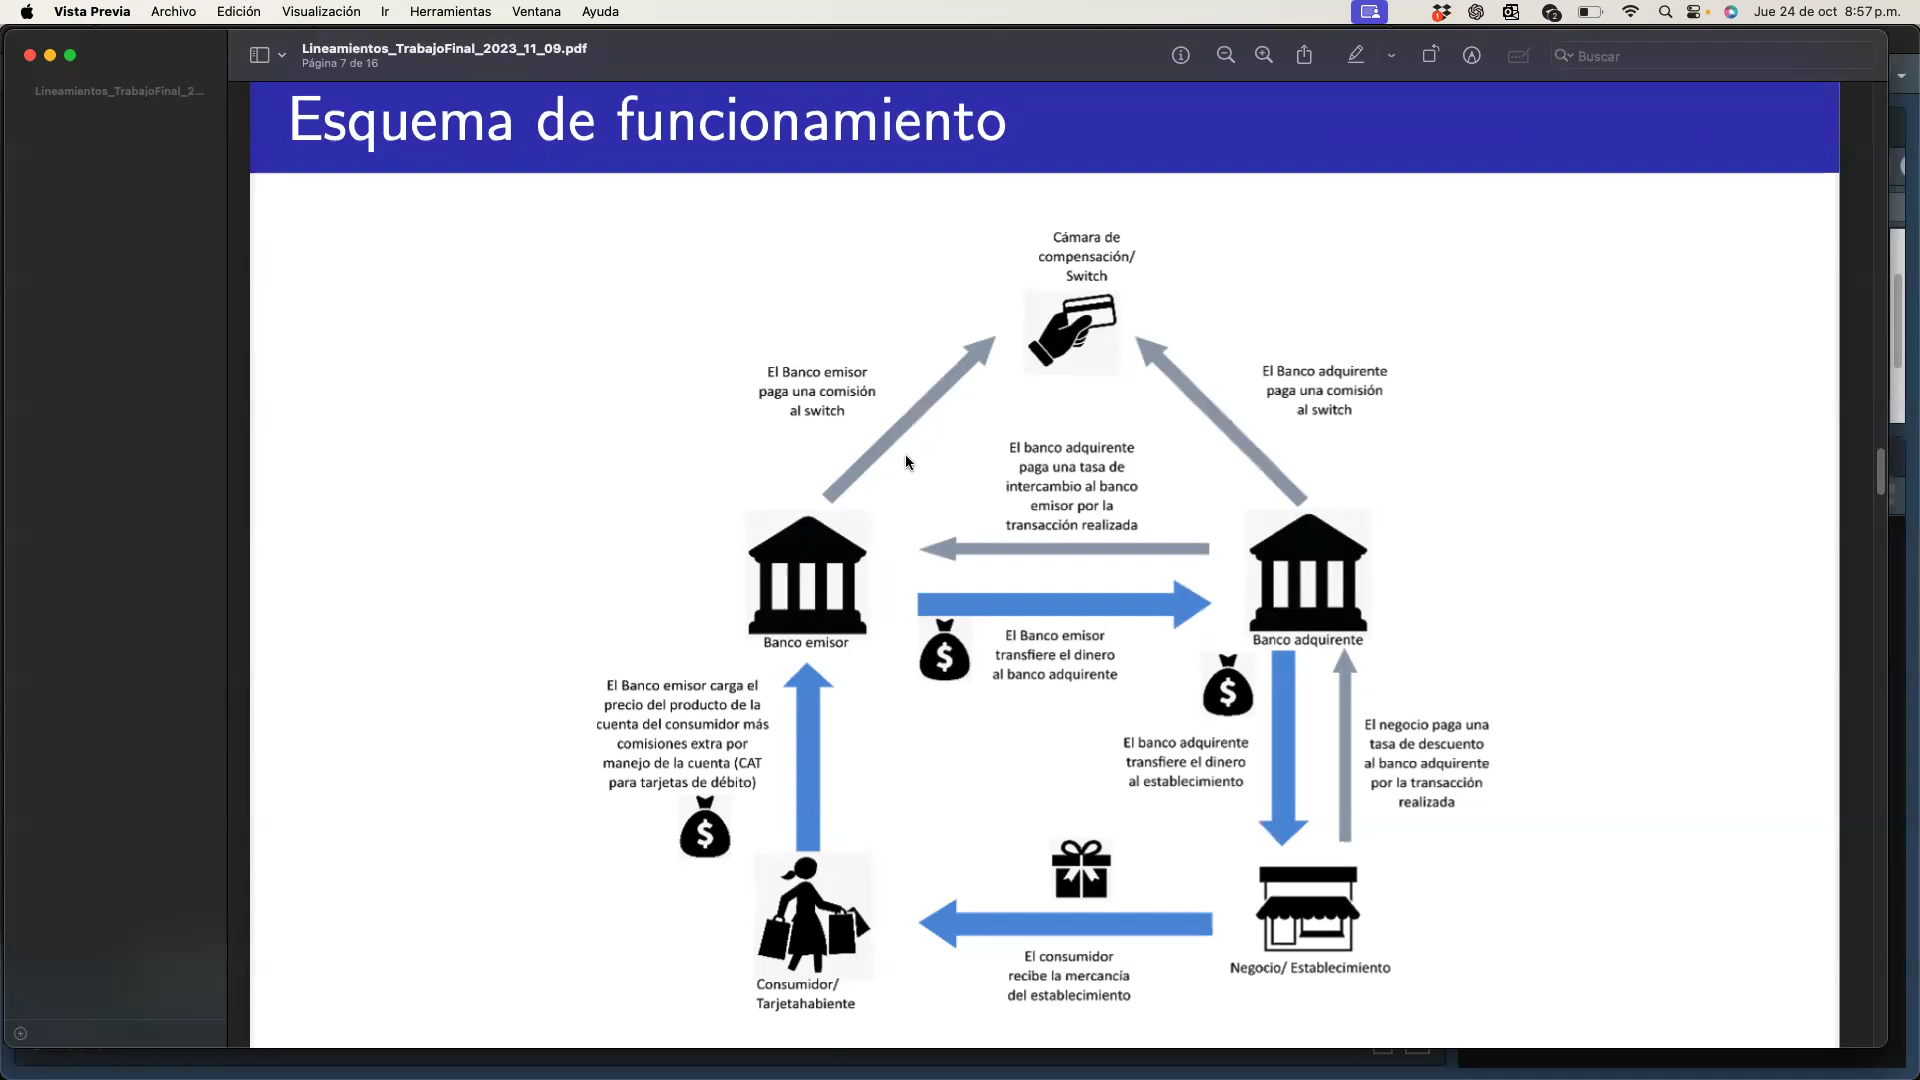 Vista Previa Archivo Edición Visualización Ir Herramientas Ventana Ayuda
Jue 24 de oct 8:57 p.m.
Lineamientos_TrabajoFinal_2023_11_09.pdf
Página 7 de 16
Buscar
Lineamientos_TrabajoFinal_2...
Esquema de funcionamiento
Cámara de
compensación/
Switch
El Banco emisor
paga una comisión
al switch
El Banco adquirente
paga una comisión
al switch
El banco adquirente
paga una tasa de
intercambio al banco
emisor por la
transacción realizada
Banco emisor
Banco adquirente
$
El Banco emisor
transfiere el dinero
al banco adquirente
$
El Banco emisor carga el
precio del producto de la
cuenta del consumidor más
comisiones extra por
manejo de la cuenta (CAT
para tarjetas de débito)
$
El banco adquirente
transfiere el dinero
al establecimiento
El negocio paga una
tasa de descuento
al banco adquirente
por la transacción
realizada
El consumidor
recibe la mercancía
del establecimiento
Negocio/ Establecimiento
Consumidor/
Tarjetahabiente